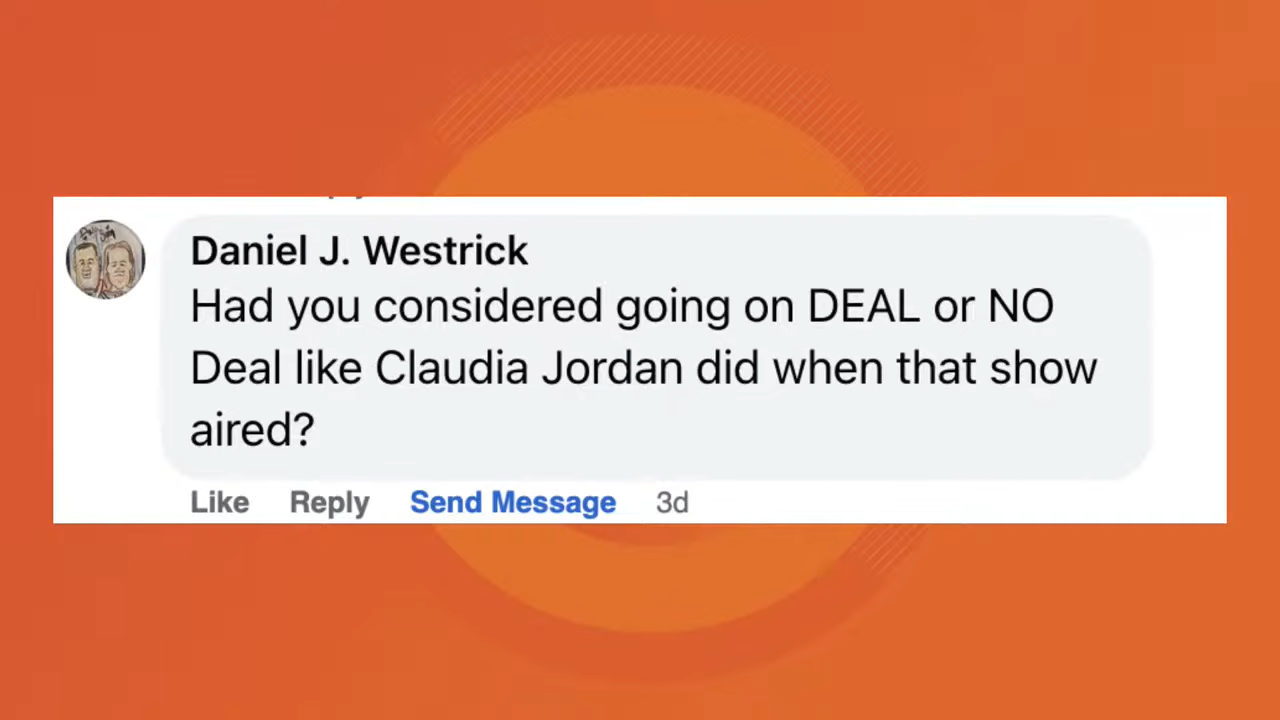 Daniel J. Westrick
Had you considered going on DEAL or NO
Deal like Claudia Jordan did when that show
aired?
Like Reply Send Message 3d